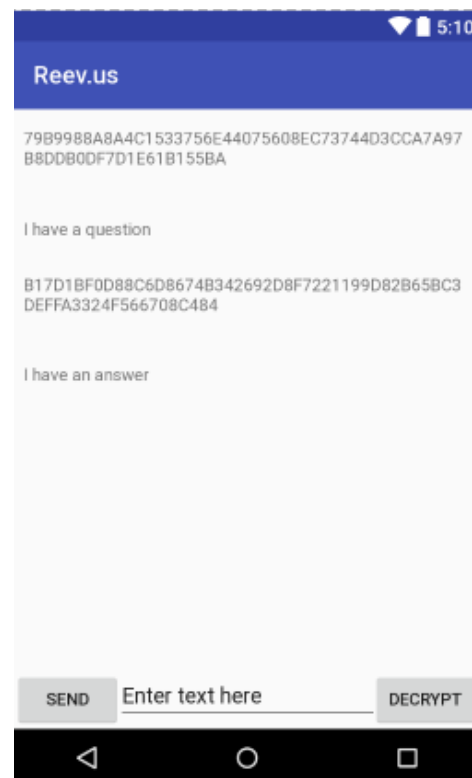 5:10
Reev.us
79B9988A8A4C1533756E44075608EC73744D3CCA7A97
B8DDB0DF7D1E61B155BA
I have a question
B17D1BF0D88C6D8674B342692D8F7221199D82B65BC3
DEFFA3324F566708C484
I have an answer
SEND Enter text here DECRYPT